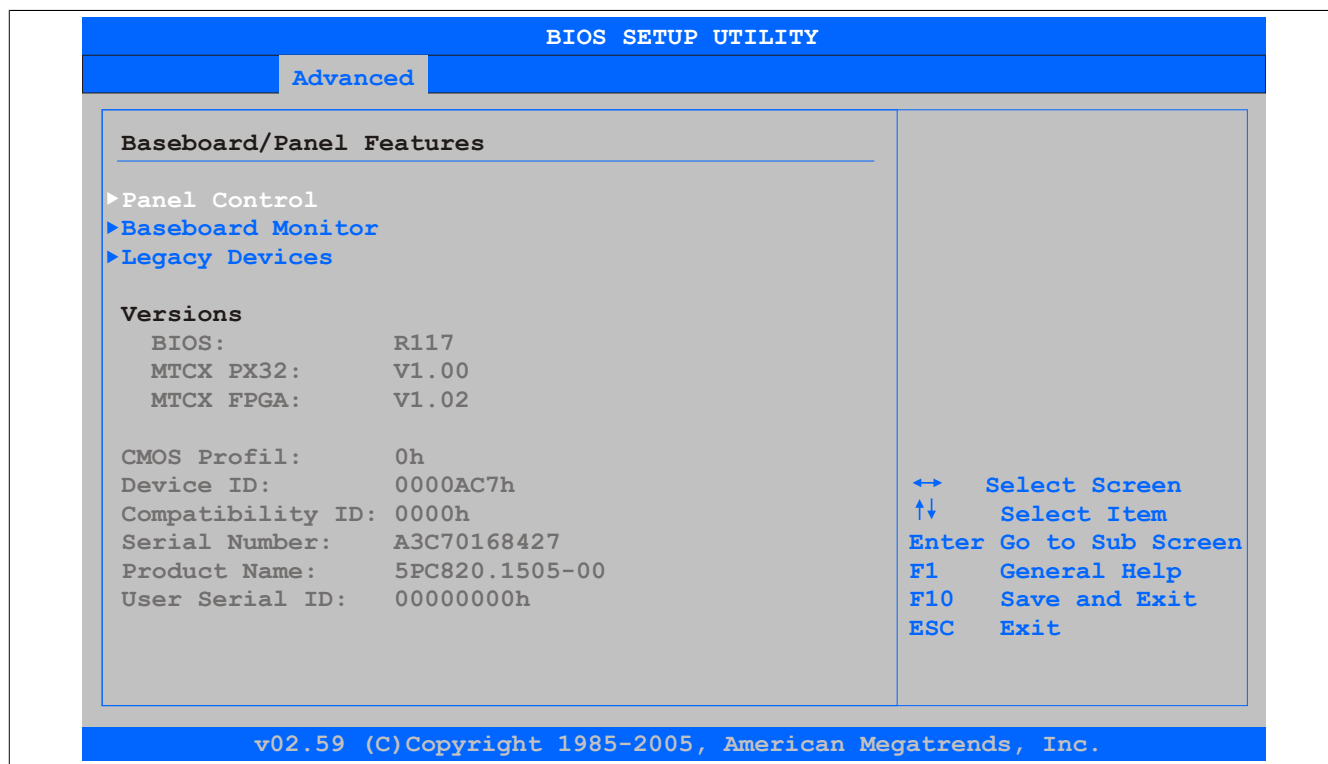 BIOS SETUP UTILITY
Advanced
Baseboard/Panel Features
▶Panel Control
▶Baseboard Monitor
▶Legacy Devices
Versions
BIOS: R117
MTCX PX32: V1.00
MTCX FPGA: V1.02
CMOS Profil: 0h
Device ID: 0000AC7h
Compatibility ID: 0000h
Serial Number: A3C70168427
Product Name: 5PC820.1505-00
User Serial ID: 00000000h
↔ Select Screen
↑↓ Select Item
Enter Go to Sub Screen
F1 General Help
F10 Save and Exit
ESC Exit
v02.59 (C)Copyright 1985-2005, American Megatrends, Inc.